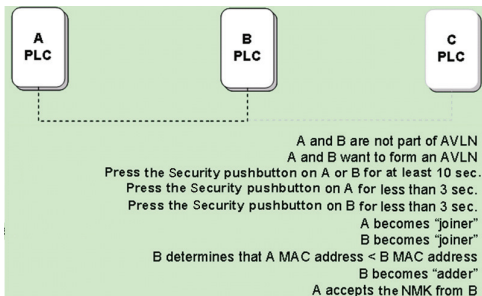 A
PLC
B
PLC
C
PLC
A and B are not part of AVLN
A and B want to form an AVLN
Press the Security pushbutton on A or B for at least 10 sec.
Press the Security pushbutton on A for less than 3 sec.
Press the Security pushbutton on B for less than 3 sec.
A becomes "joiner"
B becomes "joiner"
B determines that A MAC address < B MAC address
B becomes "adder"
A accepts the NMK from B